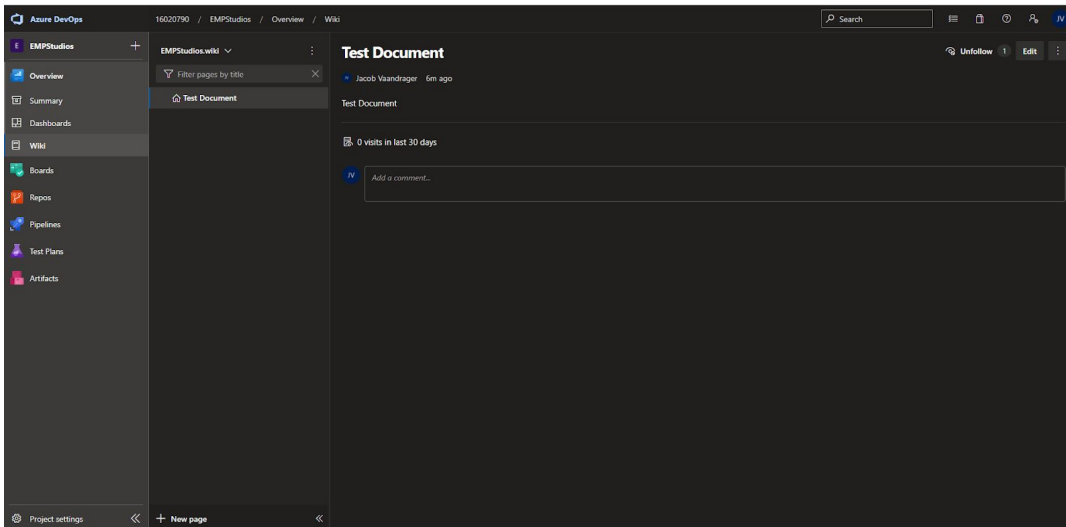 Azure DevOps
16020790 / EMPStudios / Overview / Wiki
Search
JV
E EMPStudios
Overview
Summary
Dashboards
Wiki
Boards
Repos
Pipelines
Test Plans
Artifacts
Project settings
EMPStudios.wiki
Filter pages by title
Test Document
New page
Test Document
Unfollow 1 Edit
Jacob Vaandrager 6m ago
Test Document
0 visits in last 30 days
JV Add a comment...